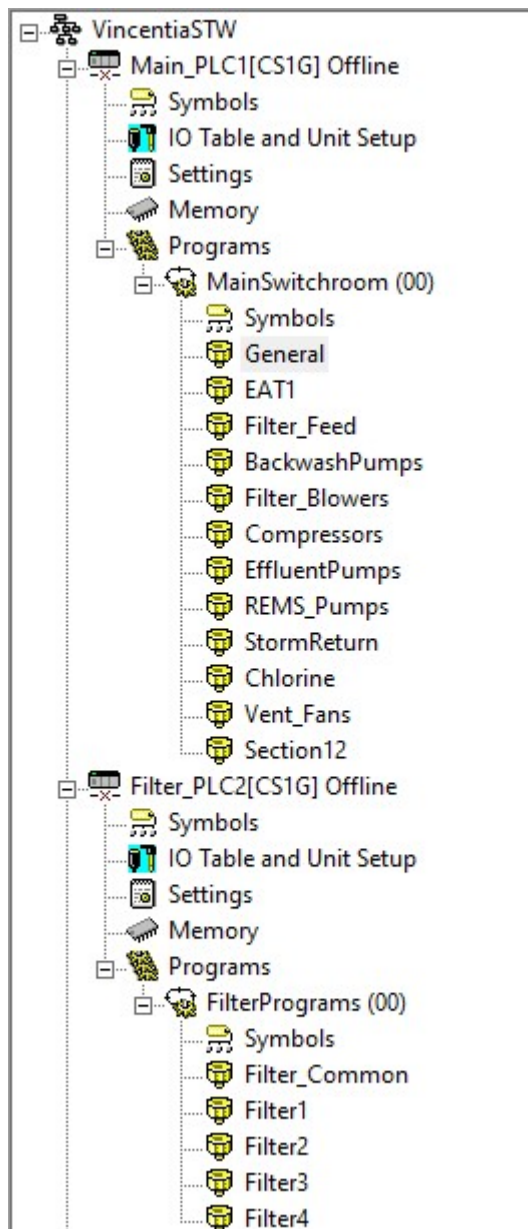 VincentiaSTW
Main_PLC1[CS1G] Offline
Symbols
IO Table and Unit Setup
Settings
Memory
Programs
MainSwitchroom (00)
Symbols
General
EAT1
Filter_Feed
BackwashPumps
Filter_Blowers
Compressors
EffluentPumps
REMS_Pumps
StormReturn
Chlorine
Vent_Fans
Section12
Filter_PLC2[CS1G] Offline
Symbols
IO Table and Unit Setup
Settings
Memory
Programs
FilterPrograms (00)
Symbols
Filter_Common
Filter1
Filter2
Filter3
Filter4